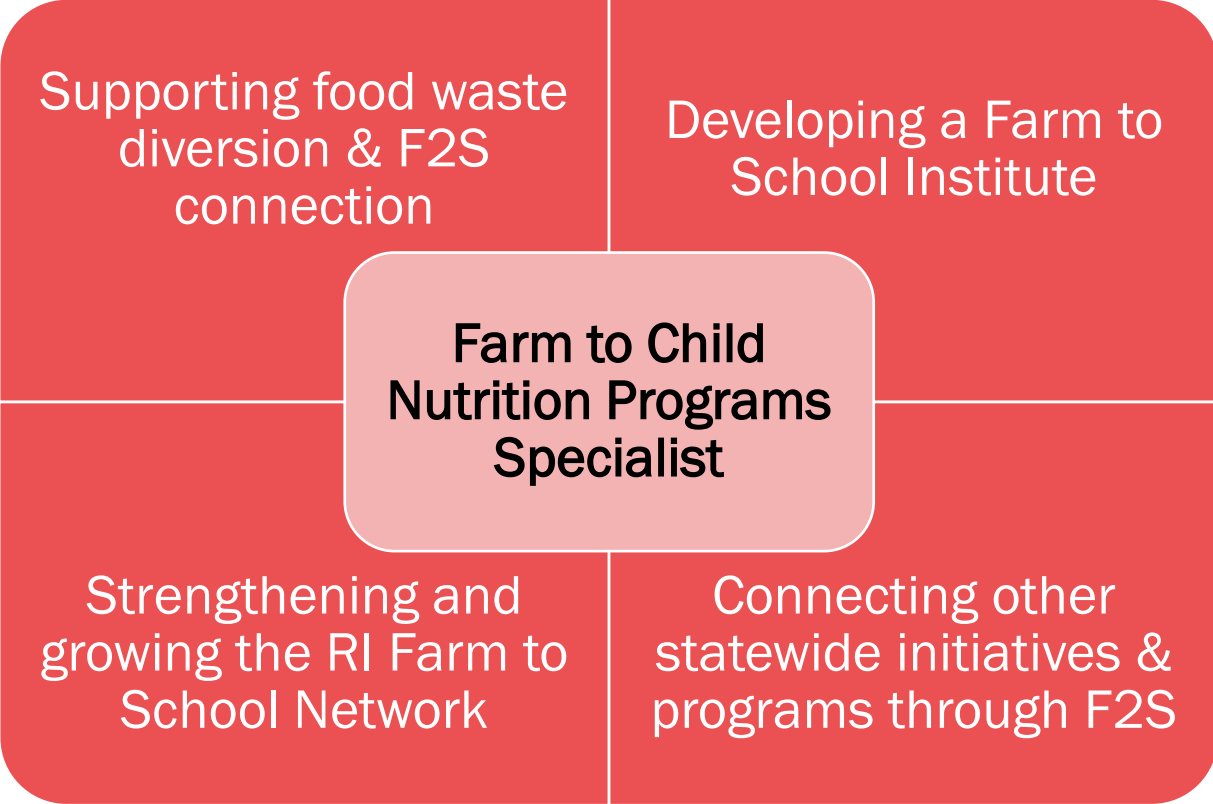 Supporting food waste
diversion & F2S
connection
Developing a Farm to
School Institute
Farm to Child
Nutrition Programs
Specialist
Strengthening and
growing the RI Farm to
School Network
Connecting other
statewide initiatives &
programs through F2S